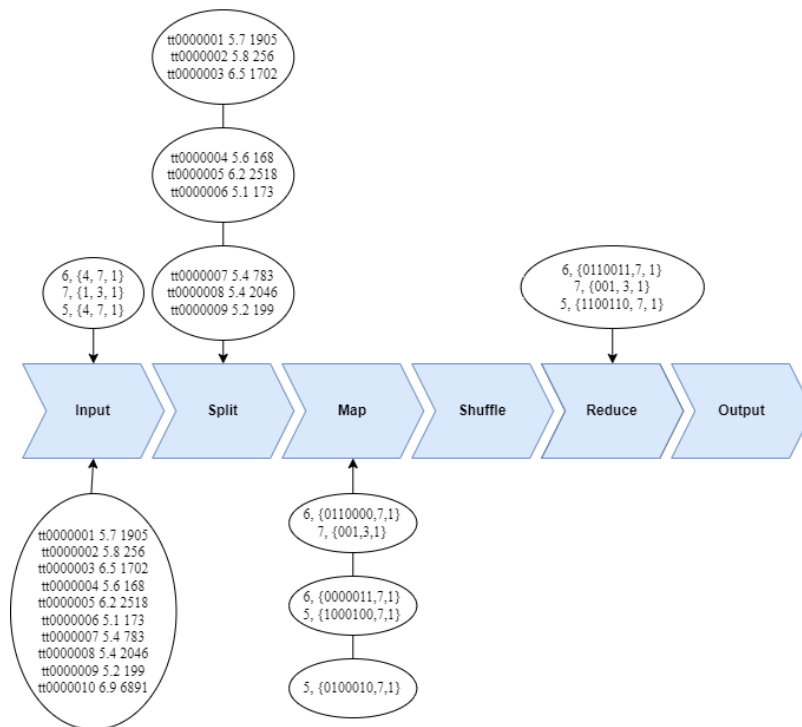 tt0000001 5.7 1905
tt0000002 5.8 256
tt0000003 6.5 1702
tt0000004 5.6 168
tt0000005 6.2 2518
tt0000006 5.1 173
6, {4, 7, 1}
7, {1, 3, 1}
5, {4, 7, 1}
tt0000007 5.4 783
tt0000008 5.4 2046
tt0000009 5.2 199
6, {0110011,7, 1}
7, {001, 3, 1}
5, {1100110, 7, 1}
Input
Split
Map
Shuffle
Reduce
Output
tt0000001 5.7 1905
tt0000002 5.8 256
tt0000003 6.5 1702
tt0000004 5.6 168
tt0000005 6.2 2518
tt0000006 5.1 173
tt0000007 5.4 783
tt0000008 5.4 2046
tt0000009 5.2 199
tt0000010 6.9 6891
6, {0110000,7,1}
7, {001,3,1}
6, {0000011,7,1}
5, {1000100,7,1}
5, {0100010,7,1}